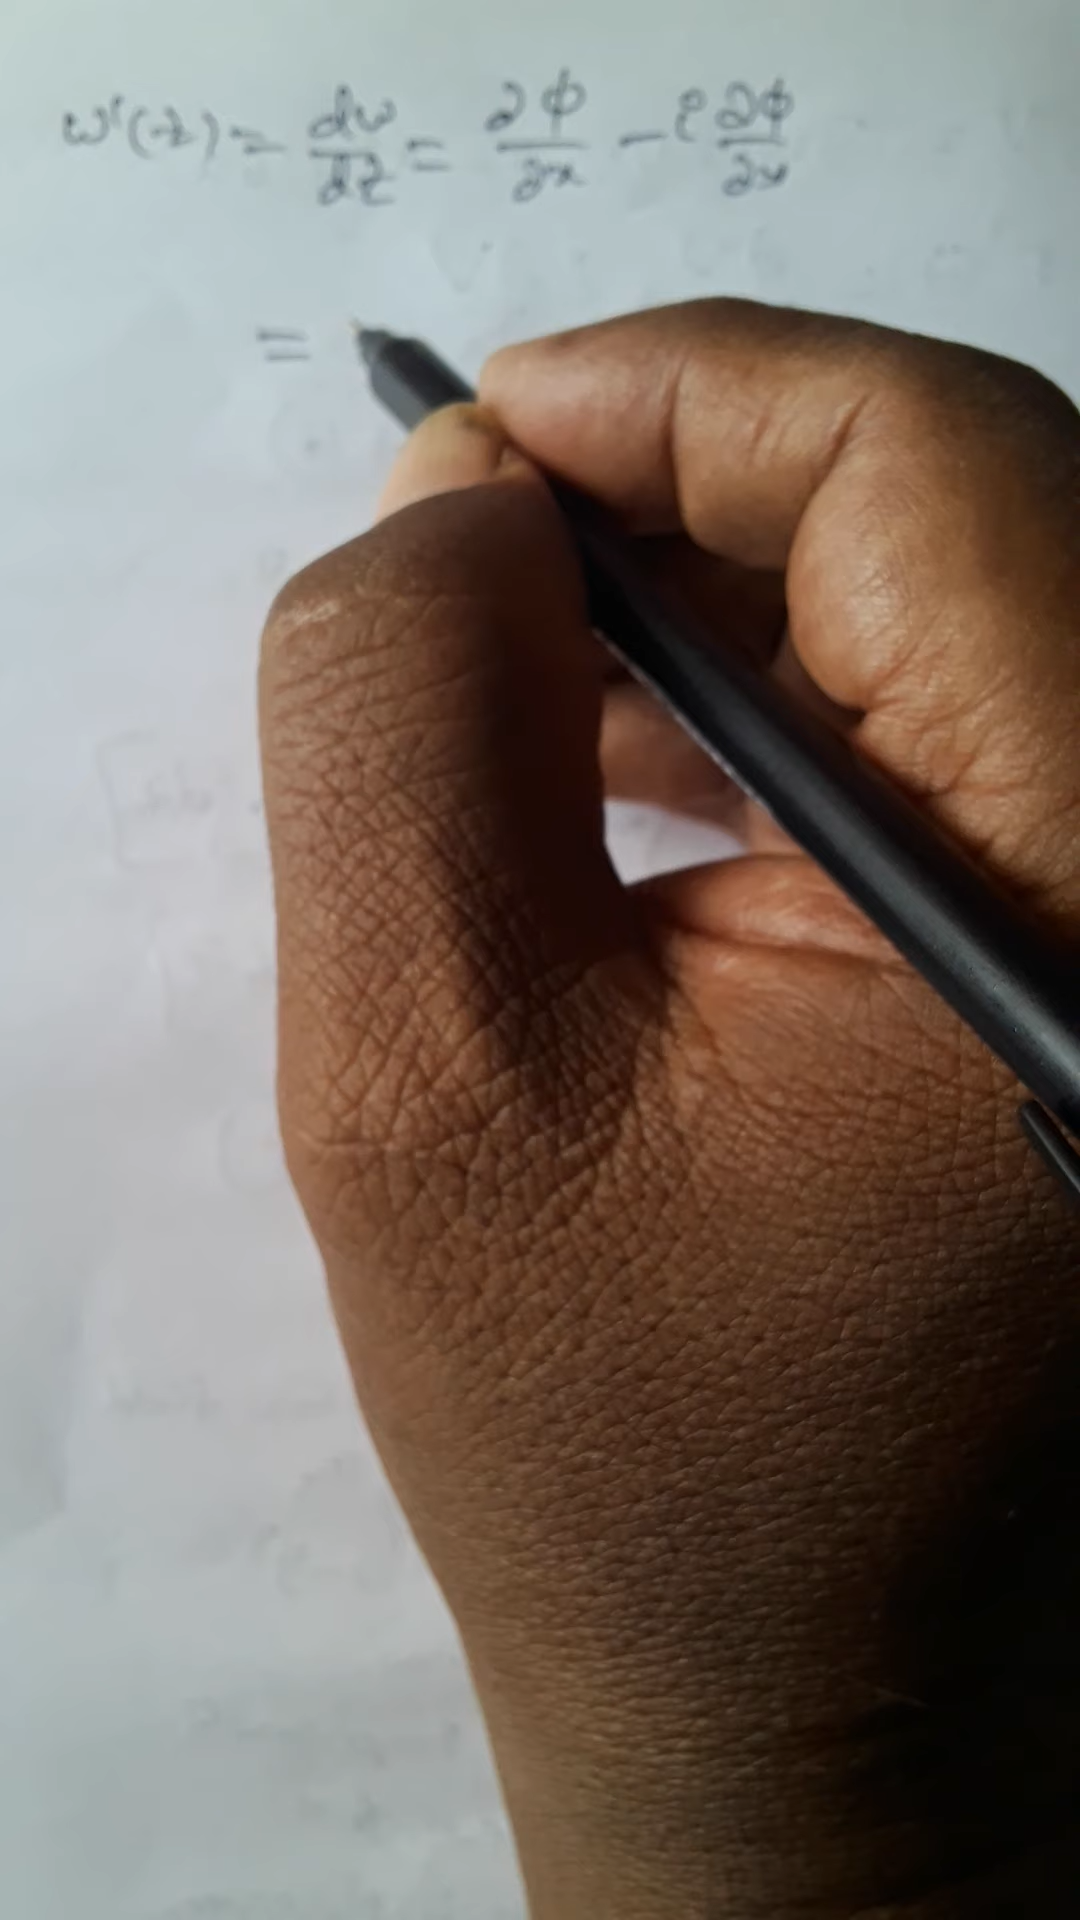 w'(z) = dw/dz = ∂φ/∂x - i ∂φ/∂y
=